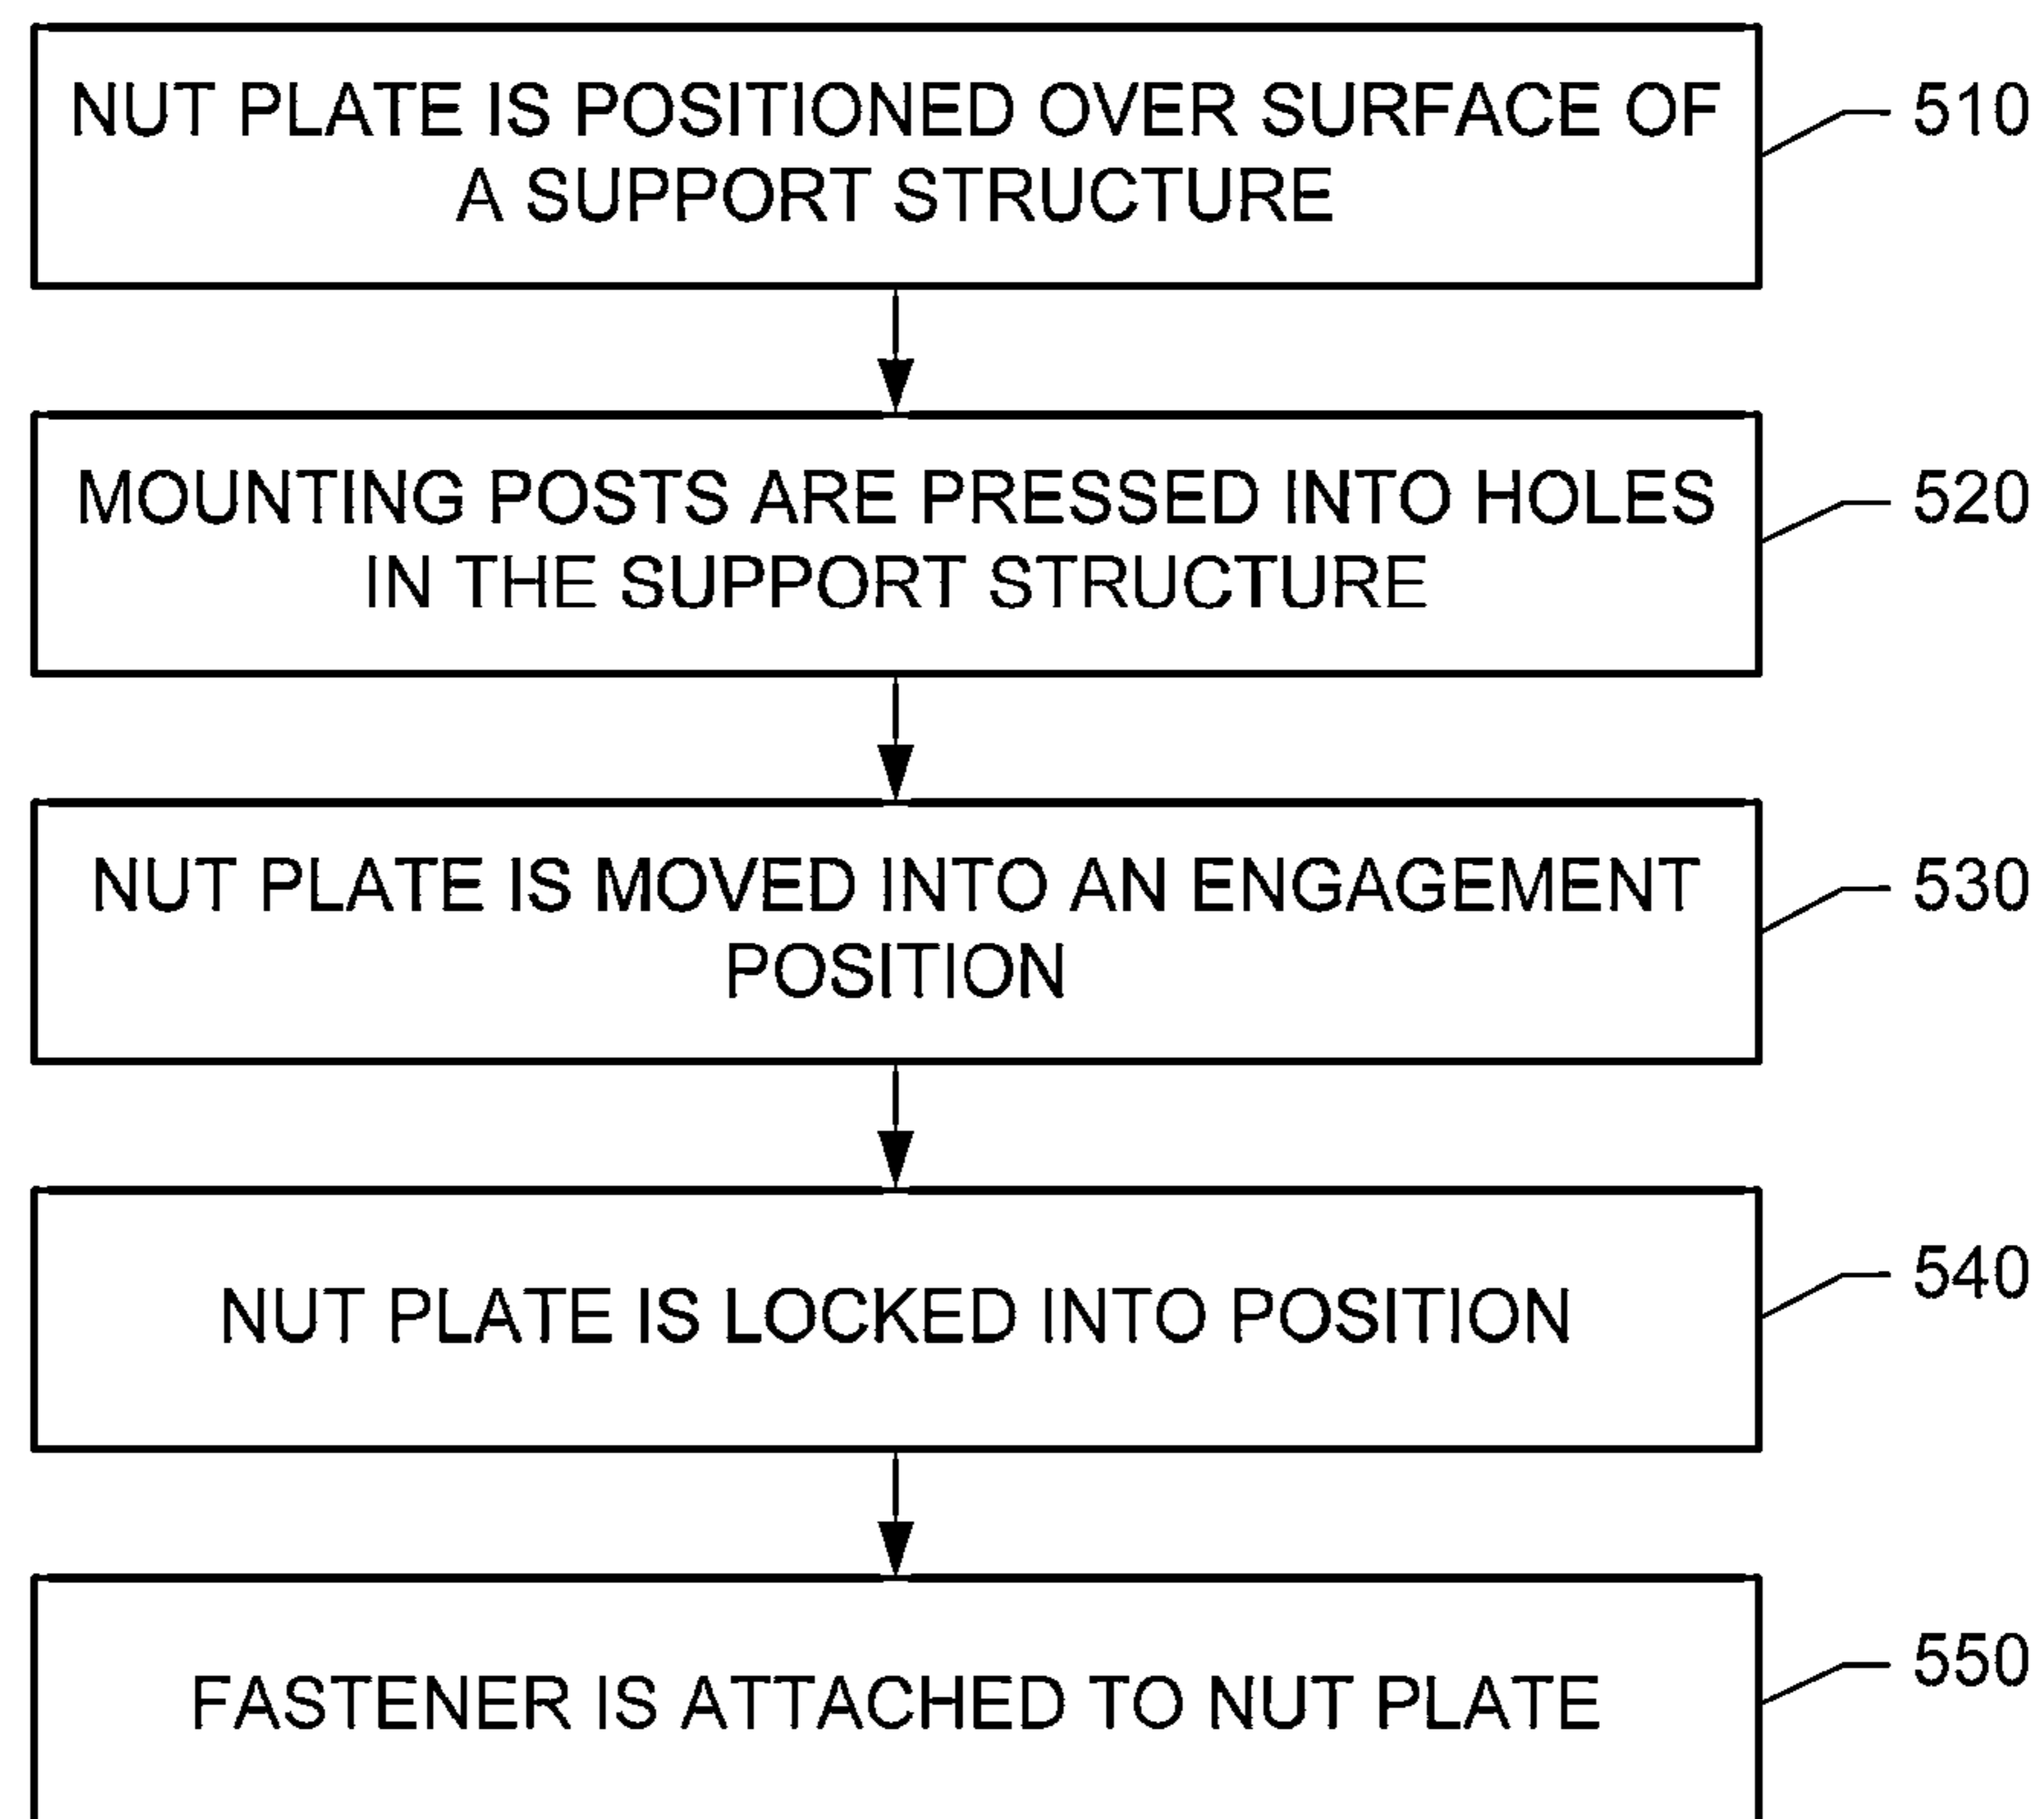 NUT PLATE IS POSITIONED OVER SURFACE OF
A SUPPORT STRUCTURE
510
MOUNTING POSTS ARE PRESSED INTO HOLES
IN THE SUPPORT STRUCTURE
520
NUT PLATE IS MOVED INTO AN ENGAGEMENT
POSITION
530
NUT PLATE IS LOCKED INTO POSITION
540
FASTENER IS ATTACHED TO NUT PLATE
550